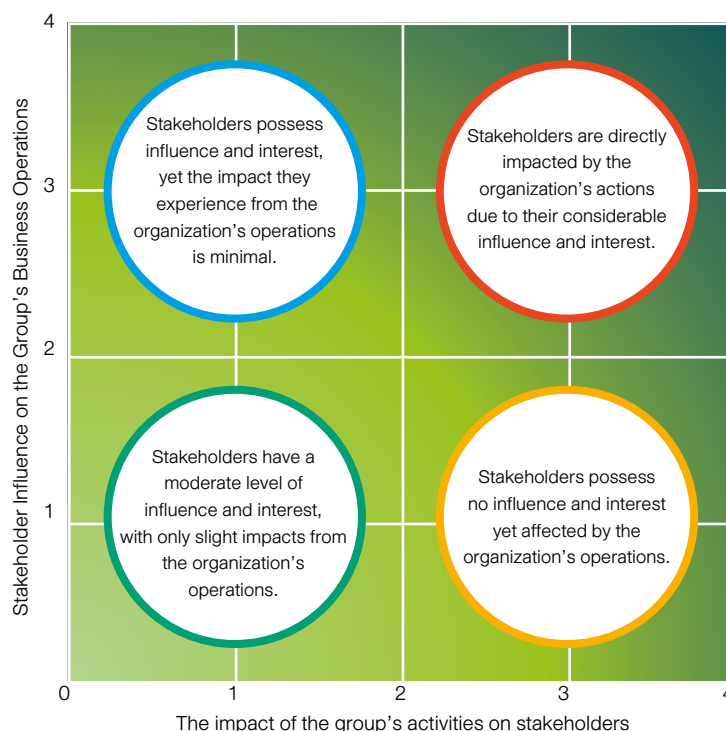 4
Stakeholder Influence on the Group's Business Operations
Stakeholders possess
influence and interest,
yet the impact they
experience from the
organization's operations
is minimal.
Stakeholders are directly
impacted by the
organization's actions
due to their considerable
influence and interest.
3
2
Stakeholders have a
moderate level of
influence and interest,
with only slight impacts from
the organization's
operations.
Stakeholders possess
no influence and interest
yet affected by the
organization's operations.
1
0 1 2 3 4
The impact of the group's activities on stakeholders